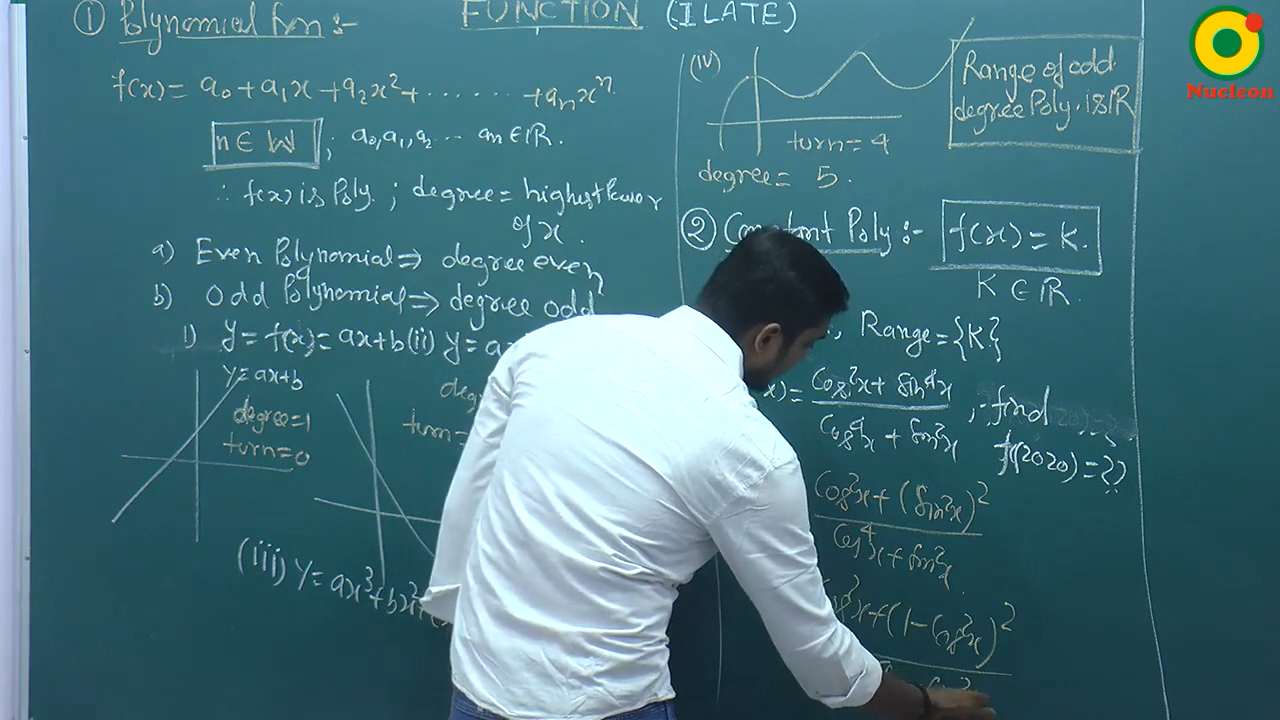 FUNCTION (ILATE)
① Polynomial fxn :-
f(x) = a₀ + a₁x + a₂x² + . . . . . . + aₙxⁿ
n ∈ W ; a₀, a₁, a₂ ... aₙ ∈ R.
∴ f(x) is Poly. ; degree = highest Power
of x.
a) Even Polynomial ⇒ degree even
b) Odd Polynomial ⇒ degree odd
1) y = f(x) = ax+b (ii) y = a
y = ax+b
degree = 1
turn = 0
deg
turn =
(iii) y = ax³ + bx² +
(iv)
turn = 4
degree = 5.
Range of odd
degree Poly. is R
② Constant Poly :- f(x) = K.
K ∈ R.
, Range = {K}
x) = Cos²x + Sin⁴x / Cos⁴x + Sin²x , find
f(2020) = ??
Cos²x + (Sin²x)² / Cos⁴x + Sin²x
Cos²x + (1 - Cos²x)²
Nucleon